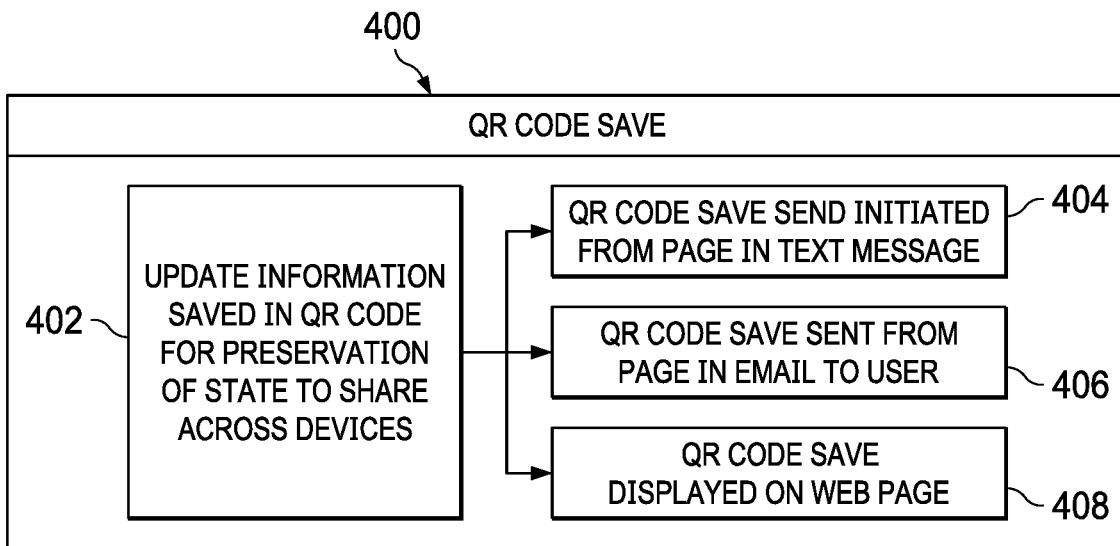 400
QR CODE SAVE
402
UPDATE INFORMATION
SAVED IN QR CODE
FOR PRESERVATION
OF STATE TO SHARE
ACROSS DEVICES
QR CODE SAVE SEND INITIATED
FROM PAGE IN TEXT MESSAGE
404
QR CODE SAVE SENT FROM
PAGE IN EMAIL TO USER
406
QR CODE SAVE
DISPLAYED ON WEB PAGE
408